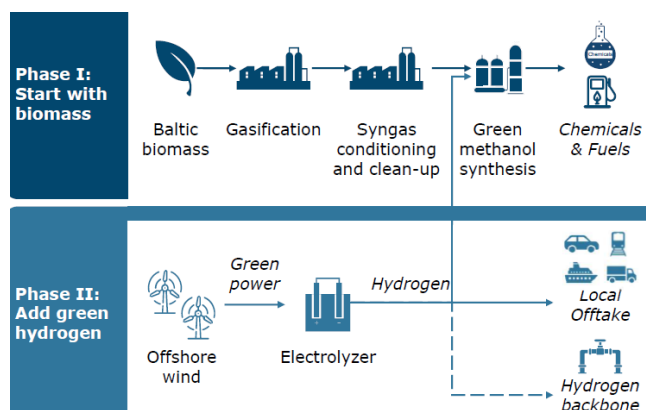 Phase I:
Start with
biomass
Chemicals
Baltic
biomass
Gasification
Syngas
conditioning
and clean-up
Green
methanol
synthesis
Chemicals
& Fuels
Phase II:
Add green
hydrogen
Green
power
Hydrogen
Offshore
wind
Electrolyzer
Local
Offtake
Hydrogen
backbone